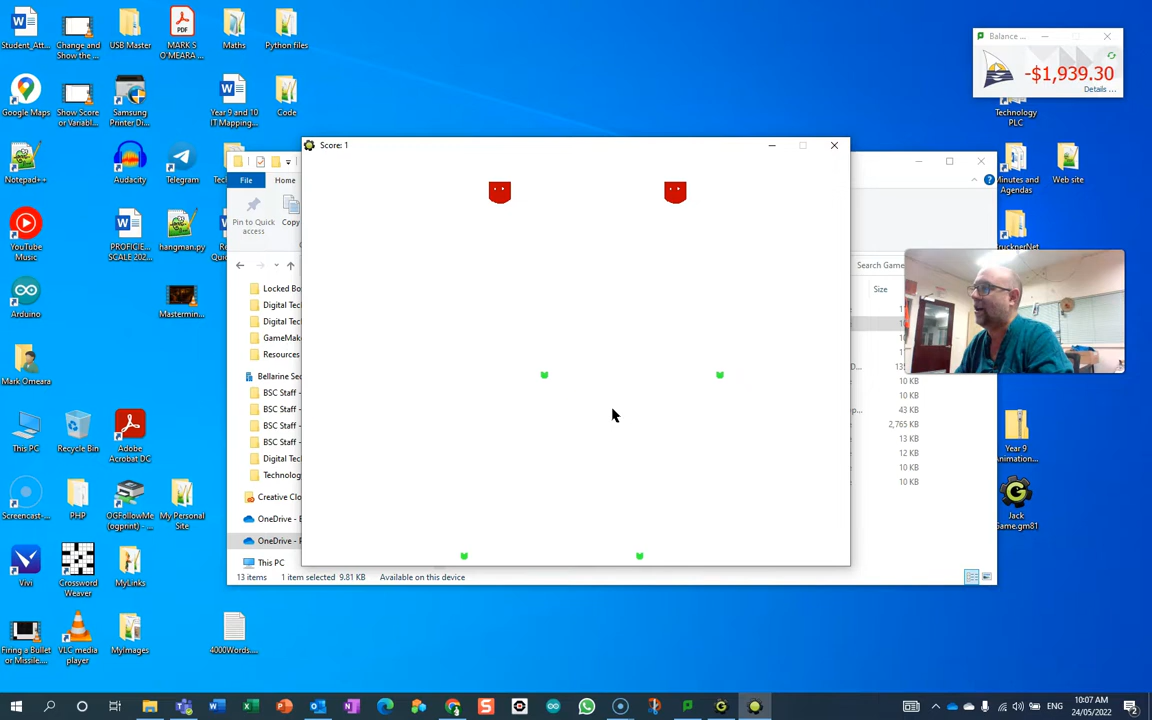 Student_Att...
Change and
Show the ...
USB Master
MARK S
O'MEARA ...
Maths
Python files
Google Maps
Show Score
or Variabl...
Samsung
Printer Di...
Year 9 and 10
IT Mapping...
Code
Notepad++
Audacity
Telegram
YouTube
Music
PROFICIE...
SCALE 202...
hangman.py
Arduino
Mastermin...
Mark Omeara
This PC
Recycle Bin
Adobe
Acrobat DC
Screencast-...
PHP
OGFollowMe
(ogprint) - ...
My Personal
Site
Vivi
Crossword
Weaver
MyLinks
Firing a Bullet
or Missile....
VLC media
player
MyImages
4000Words....
Score: 1
File
Home
Pin to Quick
access
Copy
Locked Bo
Digital Tec
Digital Tec
GameMak
Resources
Bellarine Sec
BSC Staff -
BSC Staff -
BSC Staff -
BSC Staff -
Digital Tec
Technolog
Creative Clo
OneDrive - B
OneDrive - P
This PC
13 items
1 item selected 9.81 KB
Available on this device
Search Game
Size
10 KB
43 KB
2,765 KB
13 KB
12 KB
10 KB
10 KB
Balance ...
-$1,939.30
Details ...
Technology
PLC
Minutes and
Agendas
Web site
Year 9
Animation...
Jack
Game.gm81
ENG
10:07 AM
24/05/2022